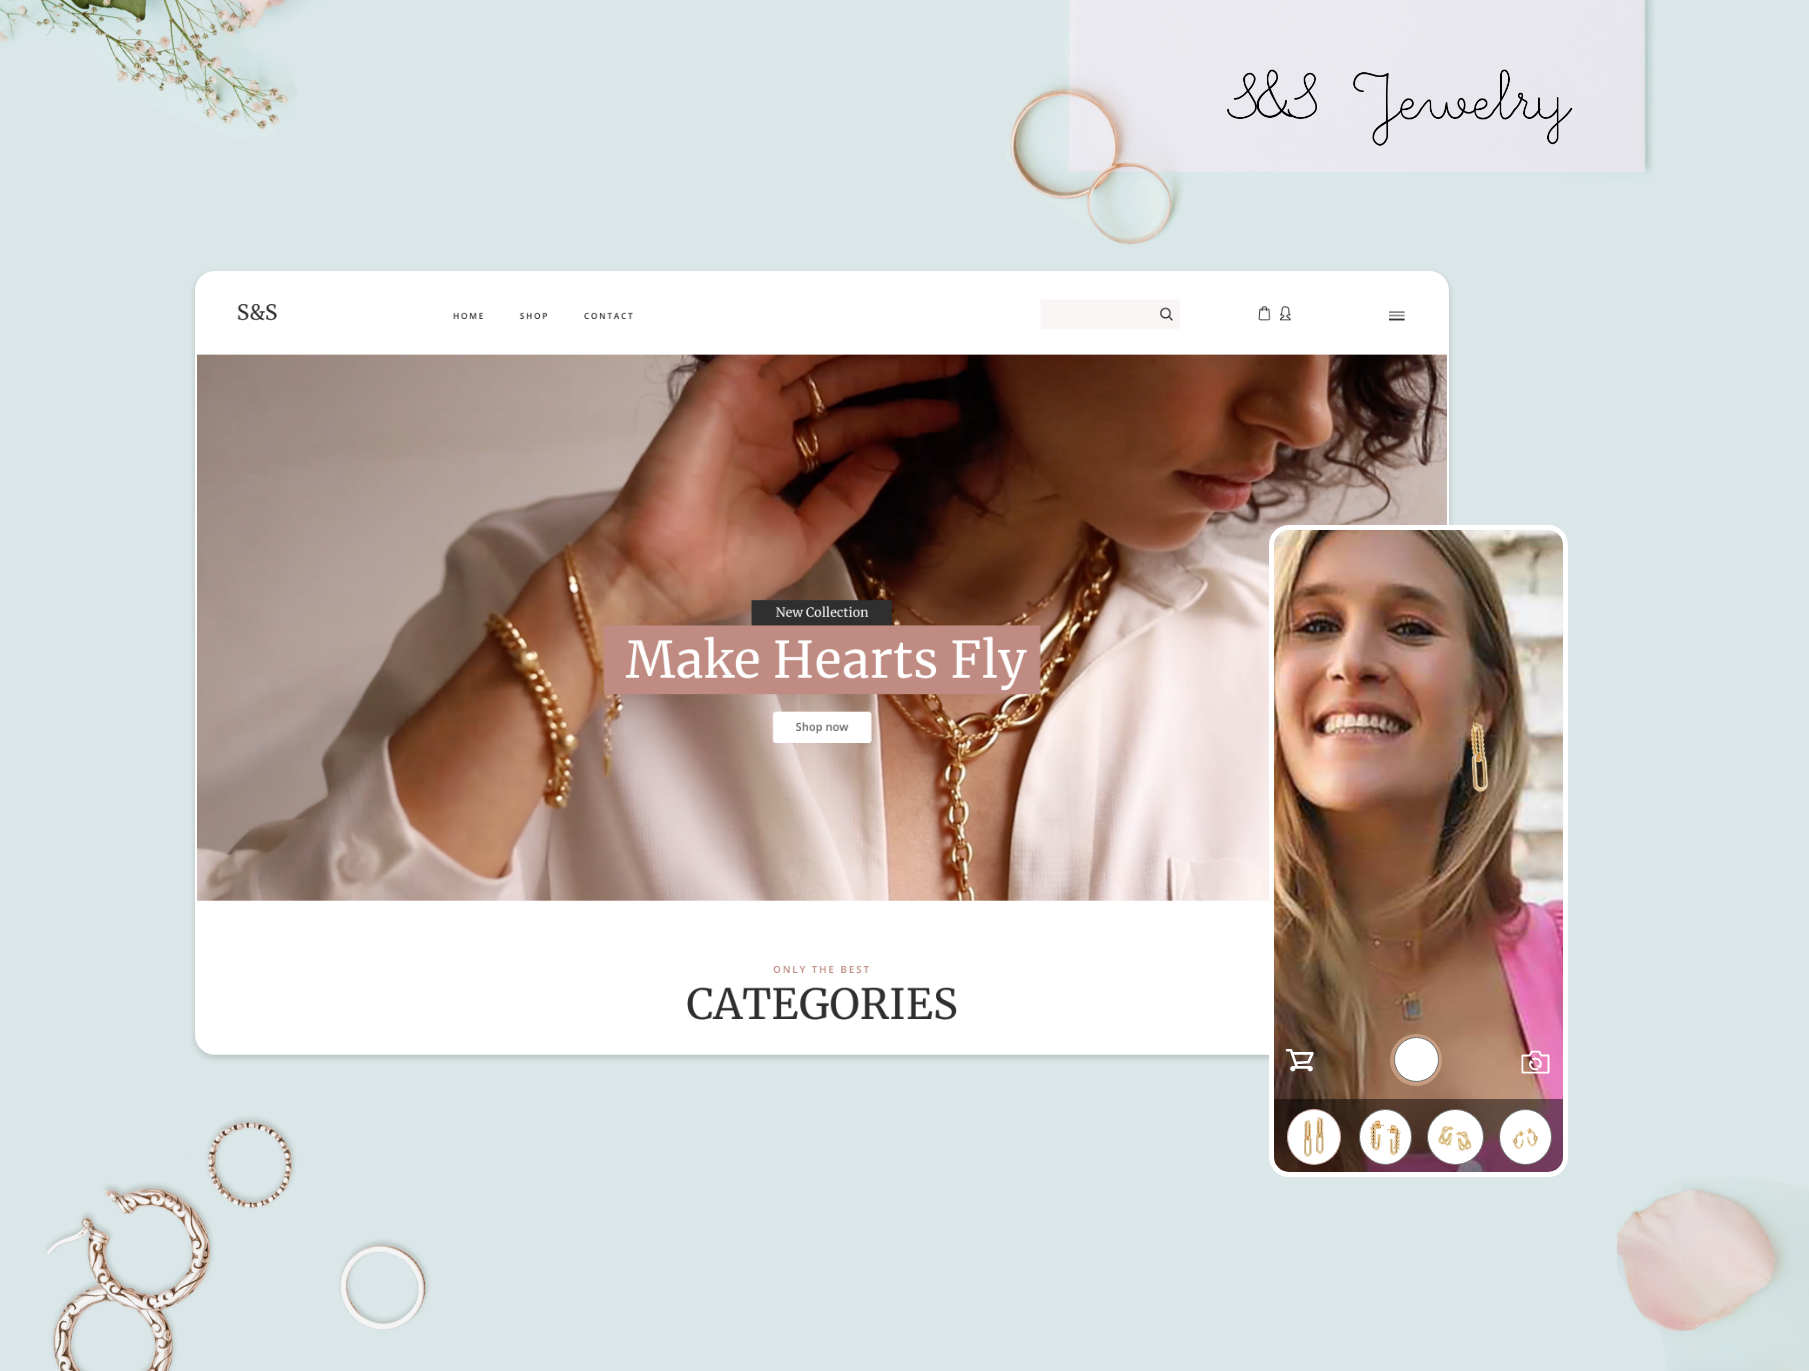 S&S Jewelry
S&S
HOME SHOP CONTACT
New Collection
Make Hearts Fly
Shop now
ONLY THE BEST
CATEGORIES